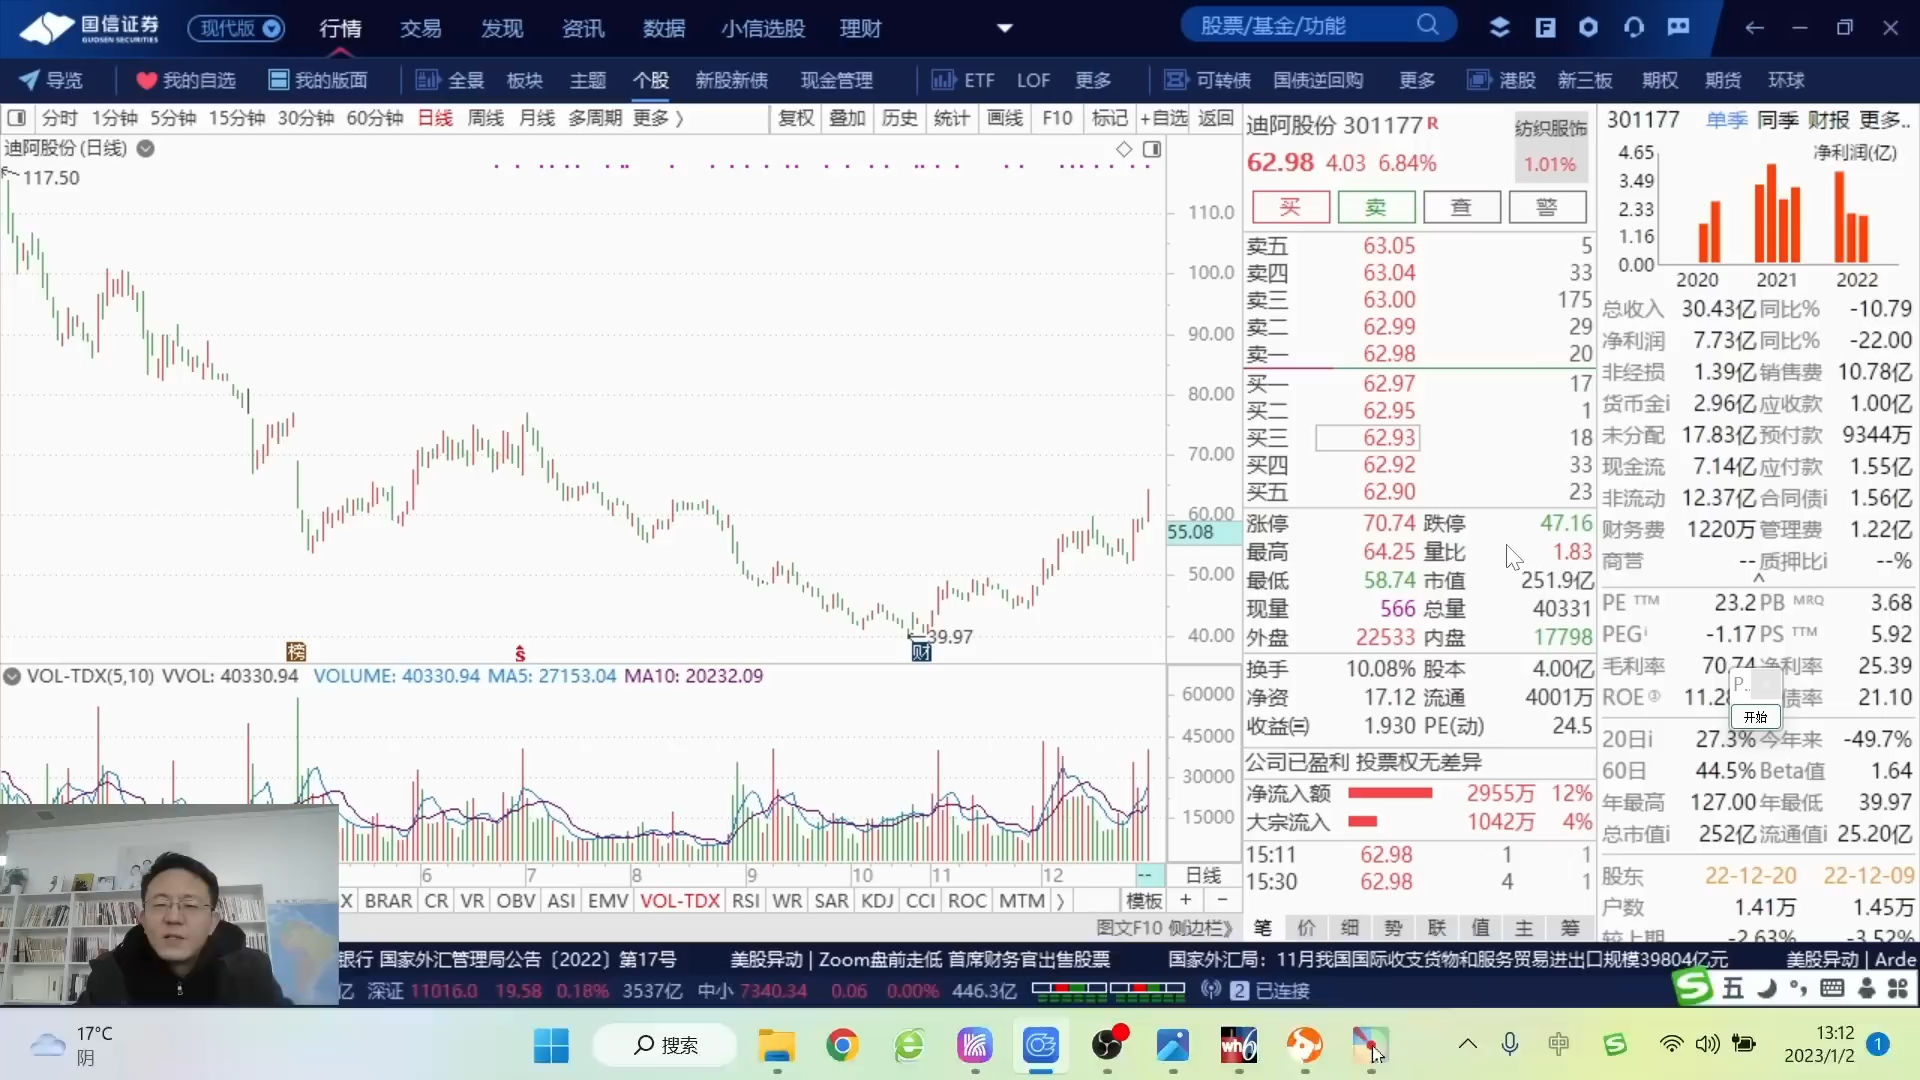 国信证券
GUOSEN SECURITIES
现代版 行情 交易 发现 资讯 数据 小信选股 理财 股票/基金/功能
导览 我的自选 我的版面 全景 板块 主题 个股 新股新债 现金管理 ETF LOF 更多 可转债 国债逆回购 更多 港股 新三板 期权 期货 环球
分时 1分钟 5分钟 15分钟 30分钟 60分钟 日线 周线 月线 多周期 更多 复权 叠加 历史 统计 画线 F10 标记 +自选 返回
迪阿股份(日线)
117.50
110.0
100.0
90.00
80.00
70.00
60.00
55.08
50.00
40.00
39.97
榜 S 财
VOL-TDX(5,10) VVOL: 40330.94 VOLUME: 40330.94 MA5: 27153.04 MA10: 20232.09
60000
45000
30000
15000
6 7 8 9 10 11 12 -- 日线
X BRAR CR VR OBV ASI EMV VOL-TDX RSI WR SAR KDJ CCI ROC MTM 模板 + −
图文F10 侧边栏》
迪阿股份 301177 R
62.98 4.03 6.84%
纺织服饰
1.01%
买 卖 查 警
卖五 63.05 5
卖四 63.04 33
卖三 63.00 175
卖二 62.99 29
卖一 62.98 20
买一 62.97 17
买二 62.95 1
买三 62.93 18
买四 62.92 33
买五 62.90 23
涨停 70.74 跌停 47.16
最高 64.25 量比 1.83
最低 58.74 市值 251.9亿
现量 566 总量 40331
外盘 22533 内盘 17798
换手 10.08% 股本 4.00亿
净资 17.12 流通 4001万
收益㈢ 1.930 PE(动) 24.5
公司已盈利 投票权无差异
净流入额 2955万 12%
大宗流入 1042万 4%
15:11 62.98 1 1
15:30 62.98 4 1
笔 价 细 势 联 值 主 筹
301177 单季 同季 财报 更多..
净利润(亿)
4.65
3.49
2.33
1.16
0.00
2020 2021 2022
总收入 30.43亿 同比% -10.79
净利润 7.73亿 同比% -22.00
非经损 1.39亿 销售费 10.78亿
货币金i 2.96亿 应收款 1.00亿
未分配 17.83亿 预付款 9344万
现金流 7.14亿 应付款 1.55亿
非流动 12.37亿 合同债i 1.56亿
财务费 1220万 管理费 1.22亿
商誉 -- 质押比i --%
PE TTM 23.2 PB MRQ 3.68
PEGi -1.17 PS TTM 5.92
毛利率 70.74 净利率 25.39
ROE③ 11.28 债率 21.10
P..
开始
20日i 27.3% 今年来 -49.7%
60日 44.5% Beta值 1.64
年最高 127.00 年最低 39.97
总市值i 252亿 流通值i 25.20亿
股东 22-12-20 22-12-09
户数 1.41万 1.45万
较上期 -2.63% -3.52%
银行 国家外汇管理局公告〔2022〕第17号 美股异动 | Zoom盘前走低 首席财务官出售股票 国家外汇局：11月我国国际收支货物和服务贸易进出口规模39804亿元 美股异动 | Arde
亿 深证 11016.0 19.58 0.18% 3537亿 中小 7340.34 0.06 0.00% 446.3亿 2 已连接
S 五
17°C
阴
搜索
wh6
中
S
13:12
2023/1/2
1